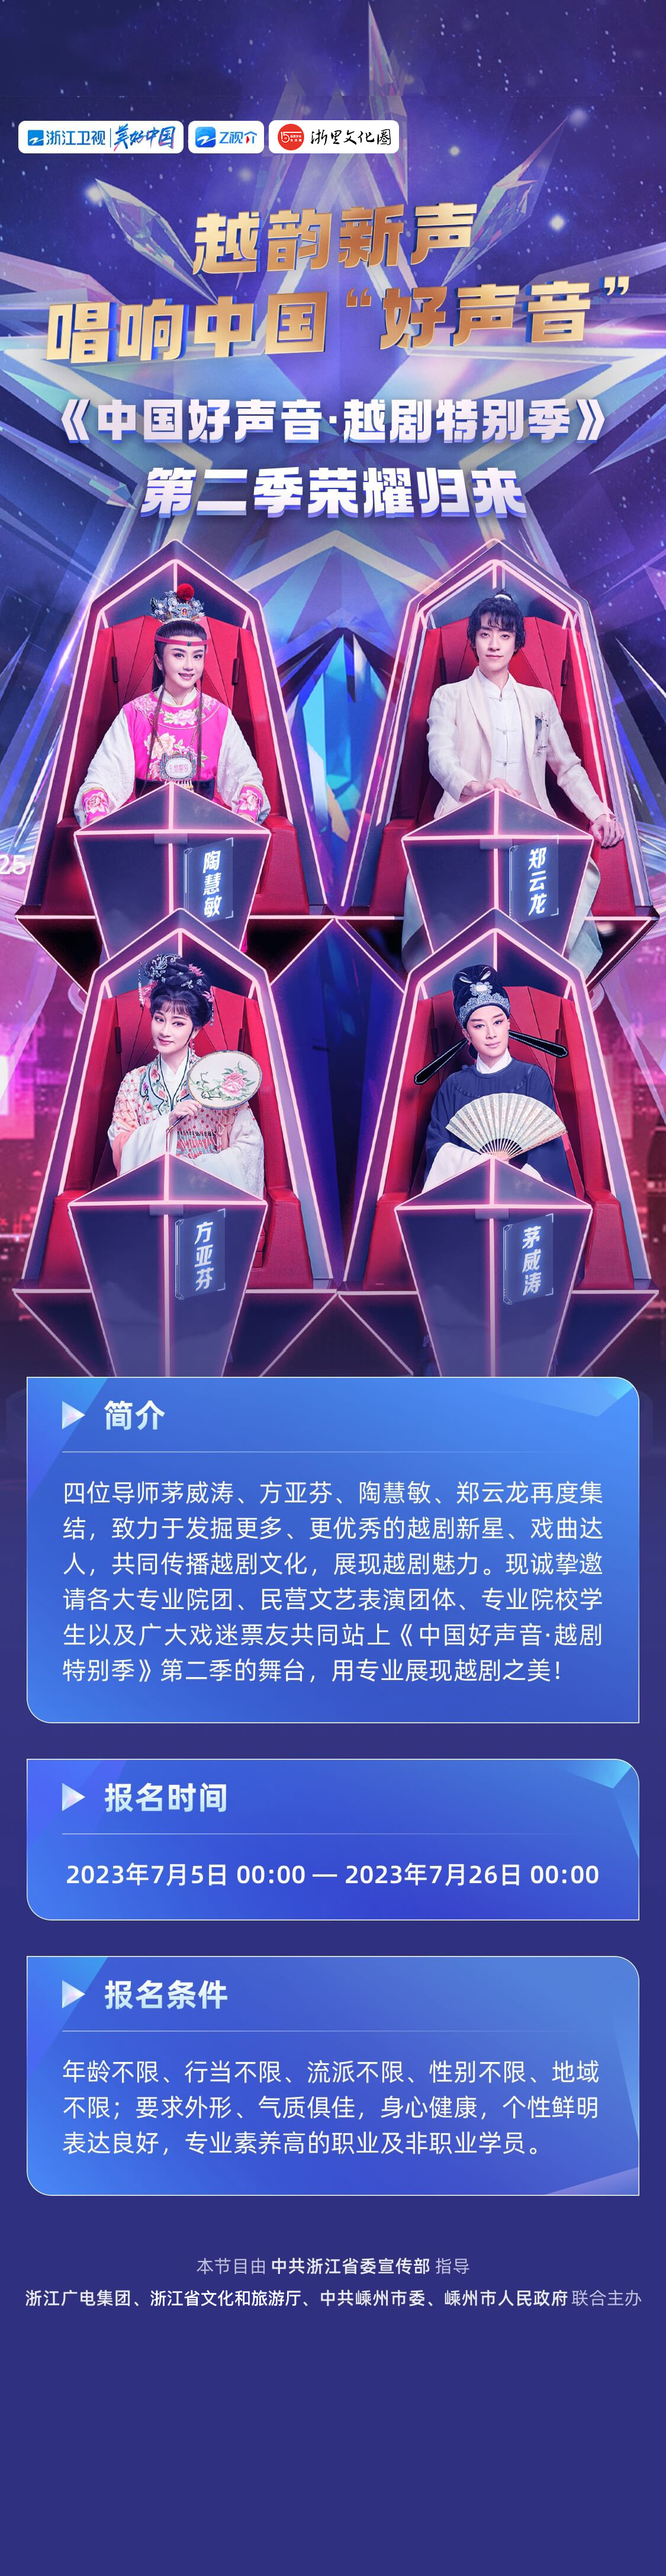 浙江卫视 美好中国 Z视介 浙里文化圈
越韵新声
唱响中国“好声音”
《中国好声音·越剧特别季》
第二季荣耀归来
25
陶慧敏
郑云龙
方亚芬
茅威涛
简介
四位导师茅威涛、方亚芬、陶慧敏、郑云龙再度集
结，致力于发掘更多、更优秀的越剧新星、戏曲达
人，共同传播越剧文化，展现越剧魅力。现诚挚邀
请各大专业院团、民营文艺表演团体、专业院校学
生以及广大戏迷票友共同站上《中国好声音·越剧
特别季》第二季的舞台，用专业展现越剧之美！
报名时间
2023年7月5日 00:00 — 2023年7月26日 00:00
报名条件
年龄不限、行当不限、流派不限、性别不限、地域
不限；要求外形、气质俱佳，身心健康，个性鲜明
表达良好，专业素养高的职业及非职业学员。
本节目由 中共浙江省委宣传部 指导
浙江广电集团、浙江省文化和旅游厅、中共嵊州市委、嵊州市人民政府 联合主办